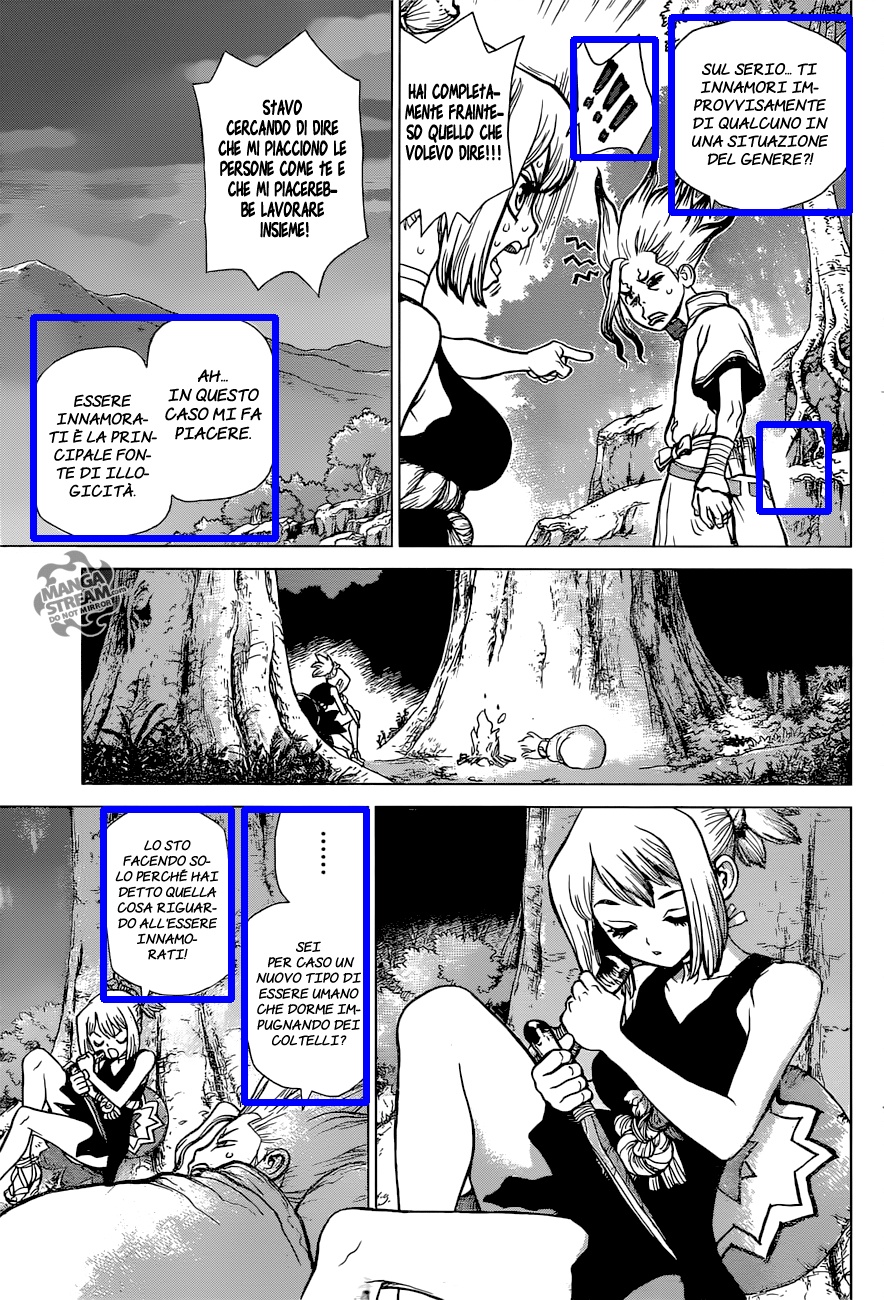 SUL SERIO... TI
INNAMORI IM-
PROVVISAMENTE
DI QUALCUNO IN
UNA SITUAZIONE
DEL GENERE?!
!!!
HAI COMPLETA-
MENTE FRAINTE-
SO QUELLO CHE
VOLEVO DIRE!!!
STAVO
CERCANDO DI DIRE
CHE MI PIACCIONO LE
PERSONE COME TE E
CHE MI PIACEREB-
BE LAVORARE
INSIEME!
AH...
IN QUESTO
CASO MI FA
PIACERE.
ESSERE
INNAMORA-
TI È LA PRIN-
CIPALE FON-
TE DI ILLO-
GICITÀ.
MANGA
STREAM.COM
DO NOT MIRROR
......
SEI
PER CASO UN
NUOVO TIPO DI
ESSERE UMANO
CHE DORME IM-
PUGNANDO DEI
COLTELLI?
LO STO
FACENDO SO-
LO PERCHÈ HAI
DETTO QUELLA
COSA RIGUAR-
DO ALL'ESSERE
INNAMO-
RATI!